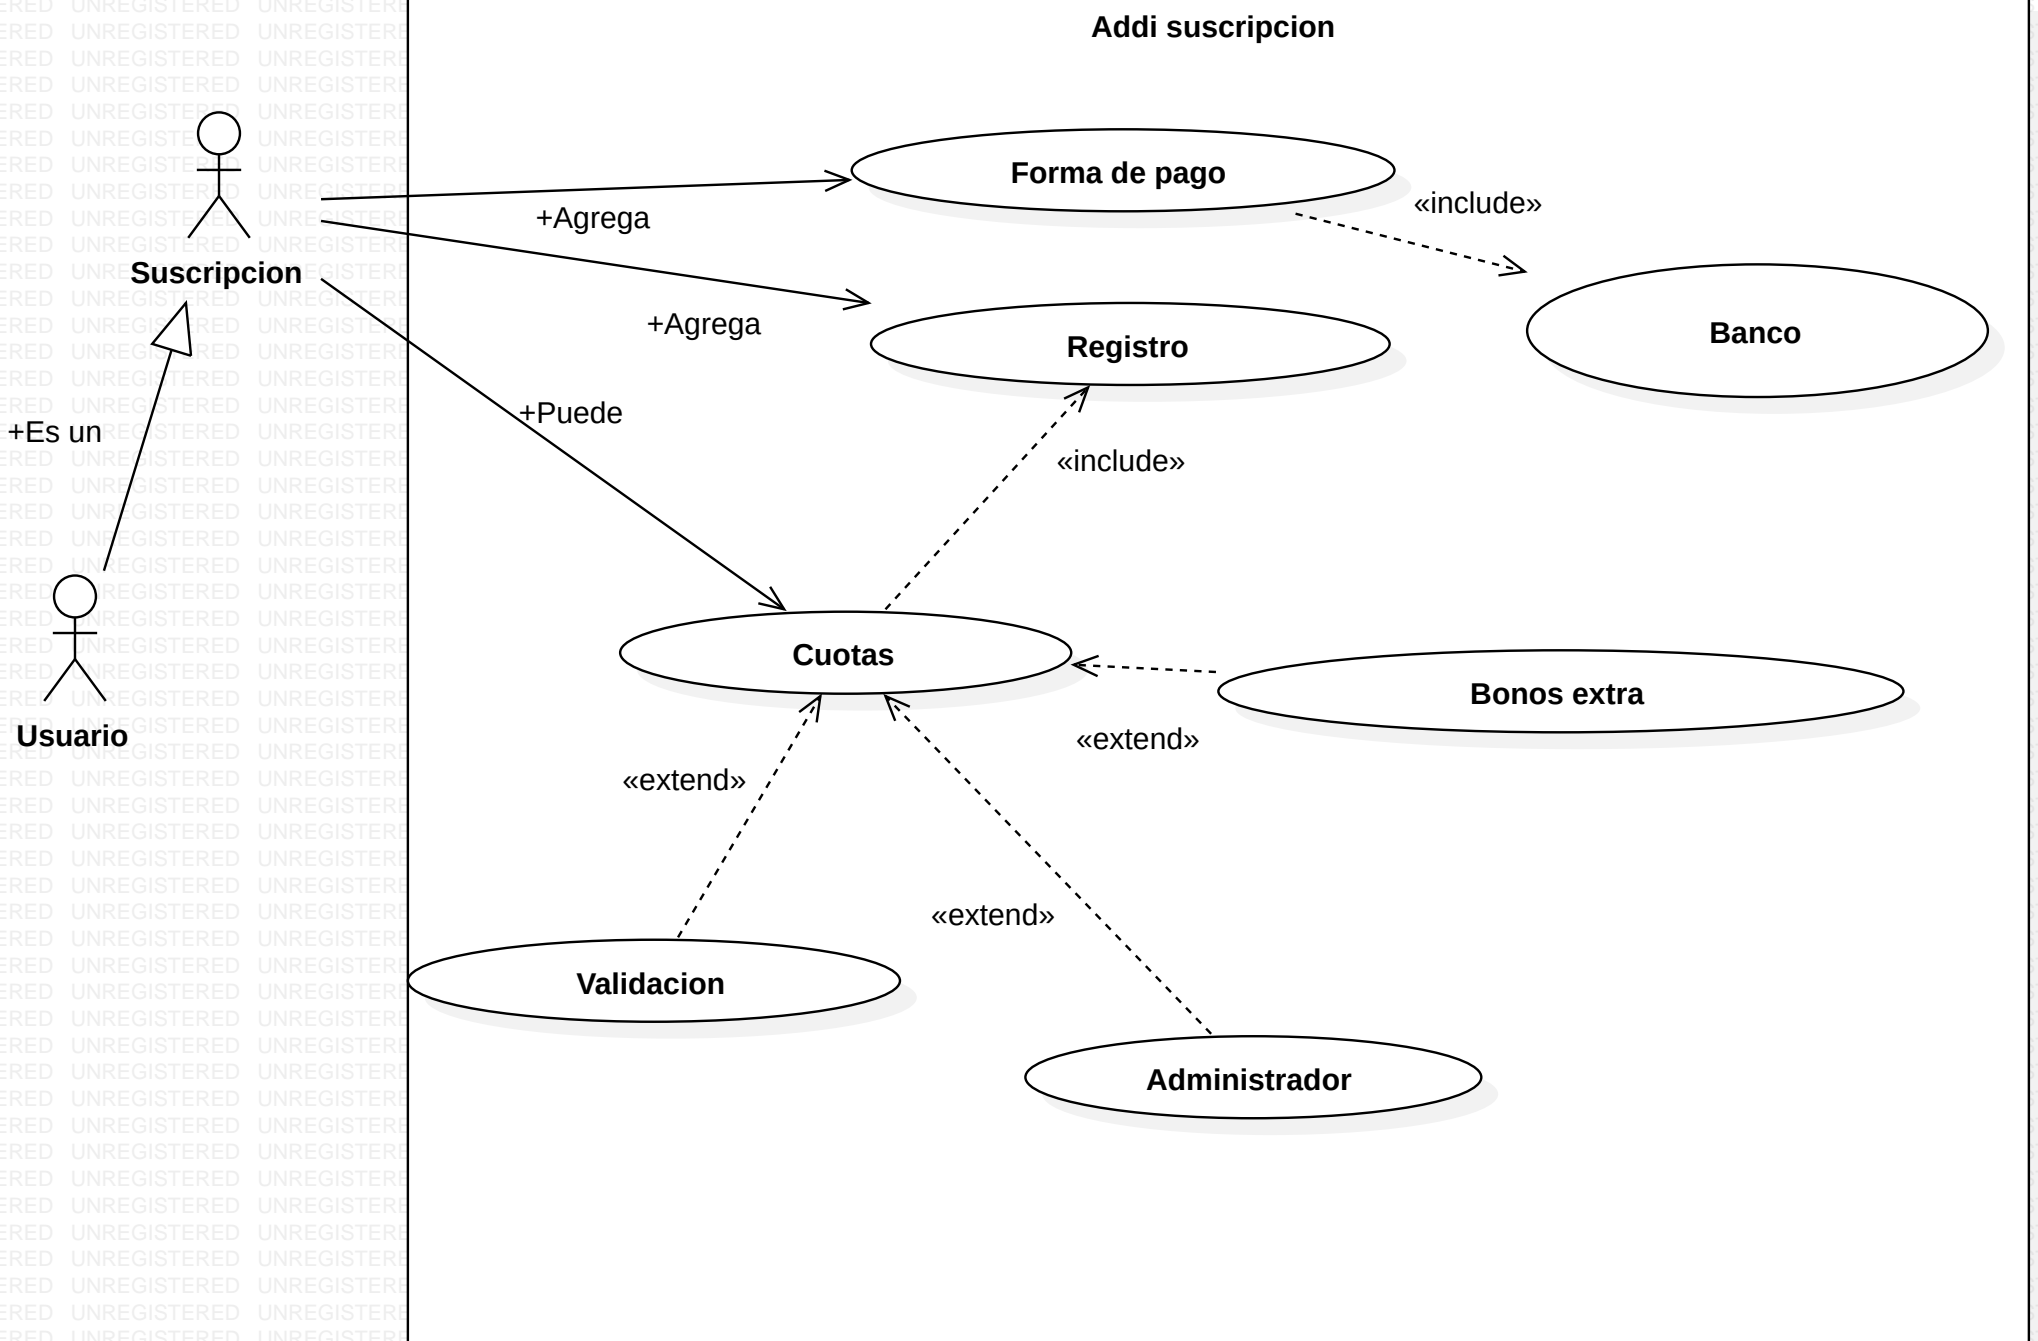 Addi suscripcion
Forma de pago
«include»
+Agrega
Suscripcion
+Agrega
Registro
Banco
+Puede
+Es un
«include»
Cuotas
Bonos extra
Usuario
«extend»
«extend»
«extend»
Validacion
Administrador
UNREGISTERED